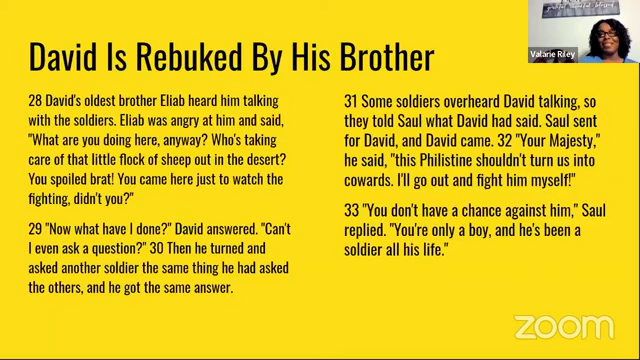 grateful thankful blessed
Valarie Riley
David Is Rebuked By His Brother
28 David's oldest brother Eliab heard him talking
with the soldiers. Eliab was angry at him and said,
"What are you doing here, anyway? Who's taking
care of that little flock of sheep out in the desert?
You spoiled brat! You came here just to watch the
fighting, didn't you?"
29 "Now what have I done?" David answered. "Can't
I even ask a question?" 30 Then he turned and
asked another soldier the same thing he had asked
the others, and he got the same answer.
31 Some soldiers overheard David talking, so
they told Saul what David had said. Saul sent
for David, and David came. 32 "Your Majesty,"
he said, "this Philistine shouldn't turn us into
cowards. I'll go out and fight him myself!"
33 "You don't have a chance against him," Saul
replied. "You're only a boy, and he's been a
soldier all his life."
zoom